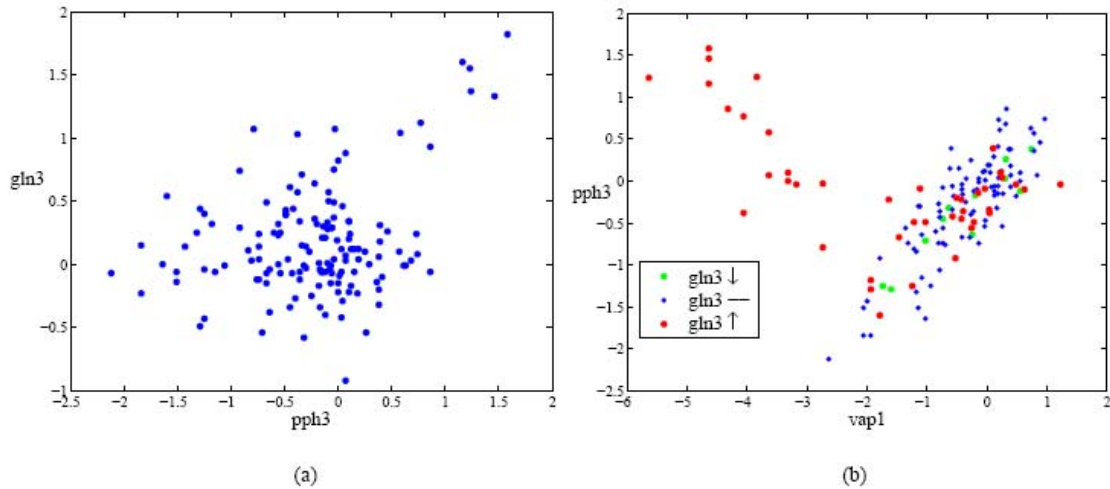 2
1.5
1
gln3
0.5
0
−0.5
−1
−2.5 −2 −1.5 −1 −0.5 0 0.5 1 1.5 2
pph3
(a)
2
1.5
1
0.5
pph3 0
−0.5
−1
−1.5
−2
−2.5
gln3 ↓
gln3 —
gln3 ↑
−6 −5 −4 −3 −2 −1 0 1 2
vap1
(b)